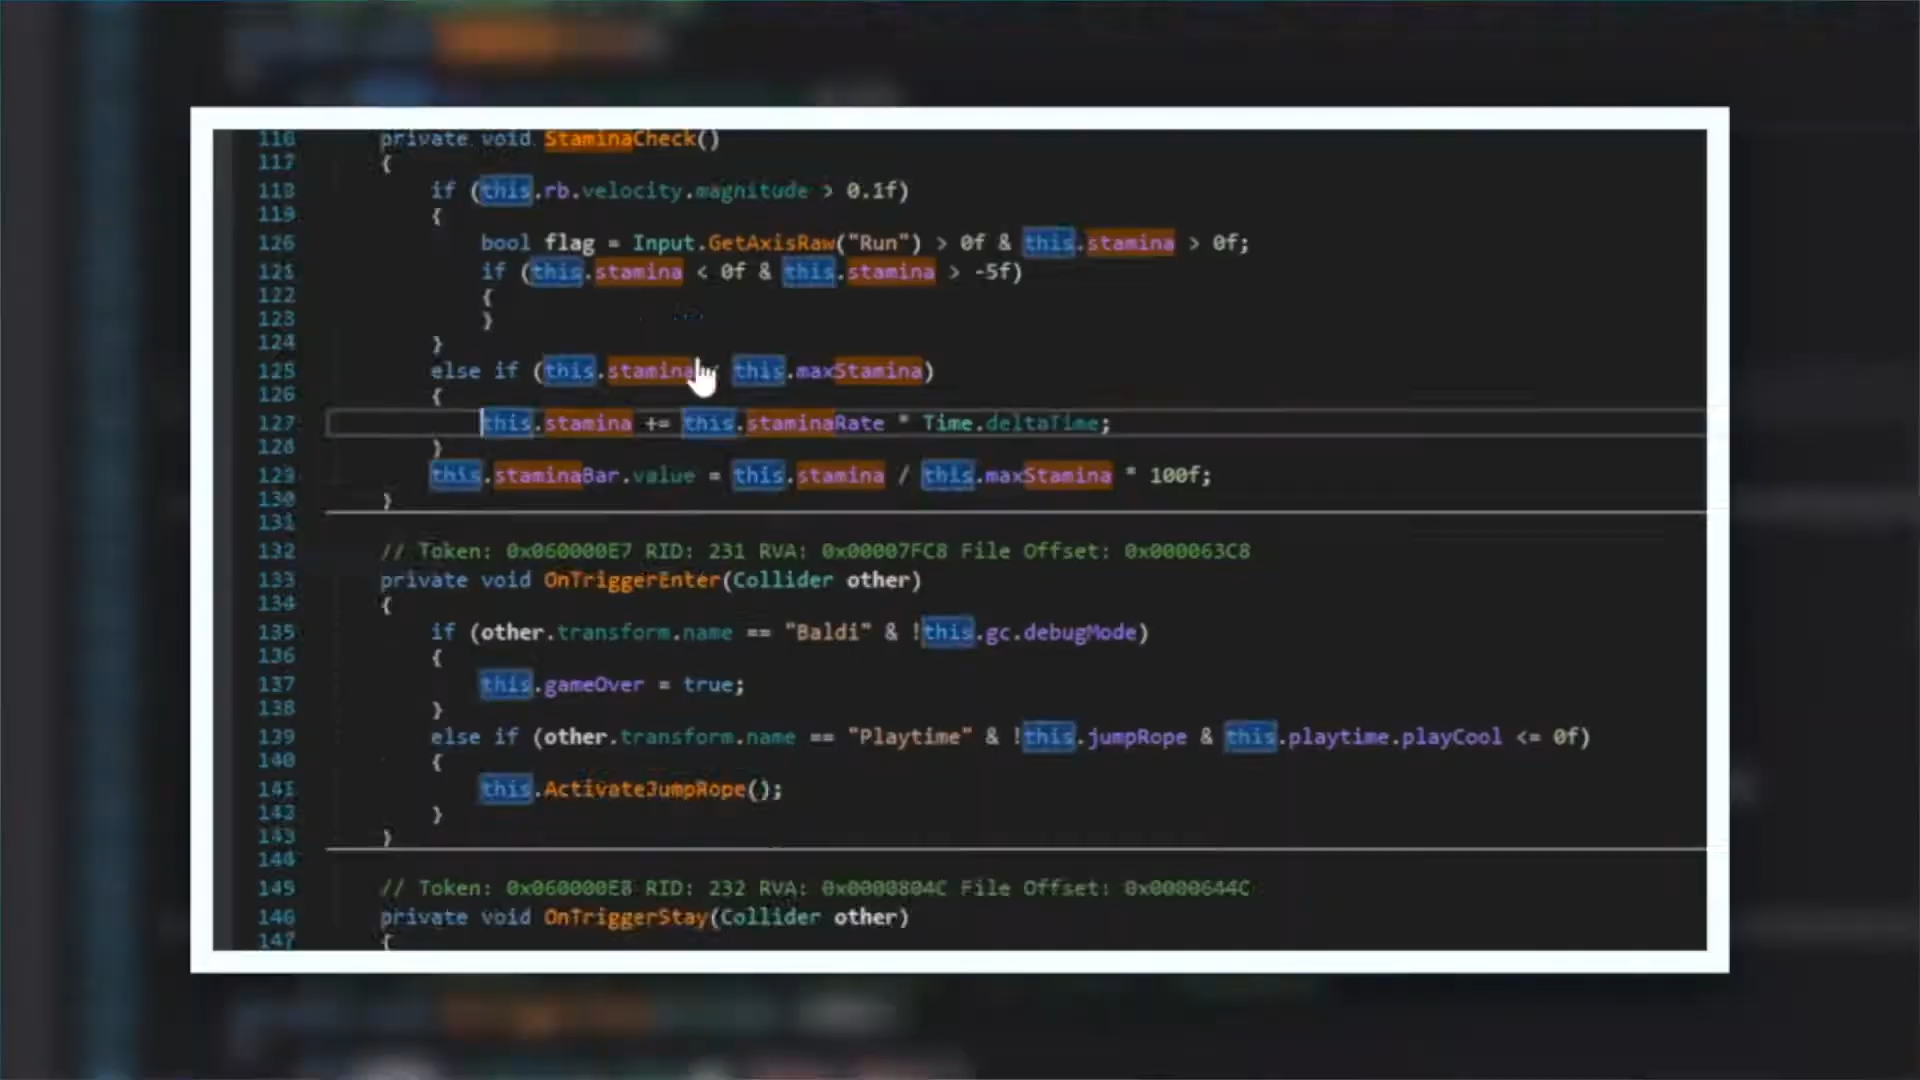 116 private void StaminaCheck()
117 {
118 if (this.rb.velocity.magnitude > 0.1f)
119 {
120 bool flag = Input.GetAxisRaw("Run") > 0f & this.stamina > 0f;
121 if (this.stamina < 0f & this.stamina > -5f)
122 {
123 }
124 }
125 else if (this.stamina this.maxStamina)
126 {
127 this.stamina += this.staminaRate * Time.deltaTime;
128 }
129 this.staminaBar.value = this.stamina / this.maxStamina * 100f;
130 }
131
132 // Token: 0x060000E7 RID: 231 RVA: 0x00007FC8 File Offset: 0x000063C8
133 private void OnTriggerEnter(Collider other)
134 {
135 if (other.transform.name == "Baldi" & !this.gc.debugMode)
136 {
137 this.gameOver = true;
138 }
139 else if (other.transform.name == "Playtime" & !this.jumpRope & this.playtime.playCool <= 0f)
140 {
141 this.ActivateJumpRope();
142 }
143 }
144
145 // Token: 0x060000E8 RID: 232 RVA: 0x0000804C File Offset: 0x0000644C
146 private void OnTriggerStay(Collider other)
147 {